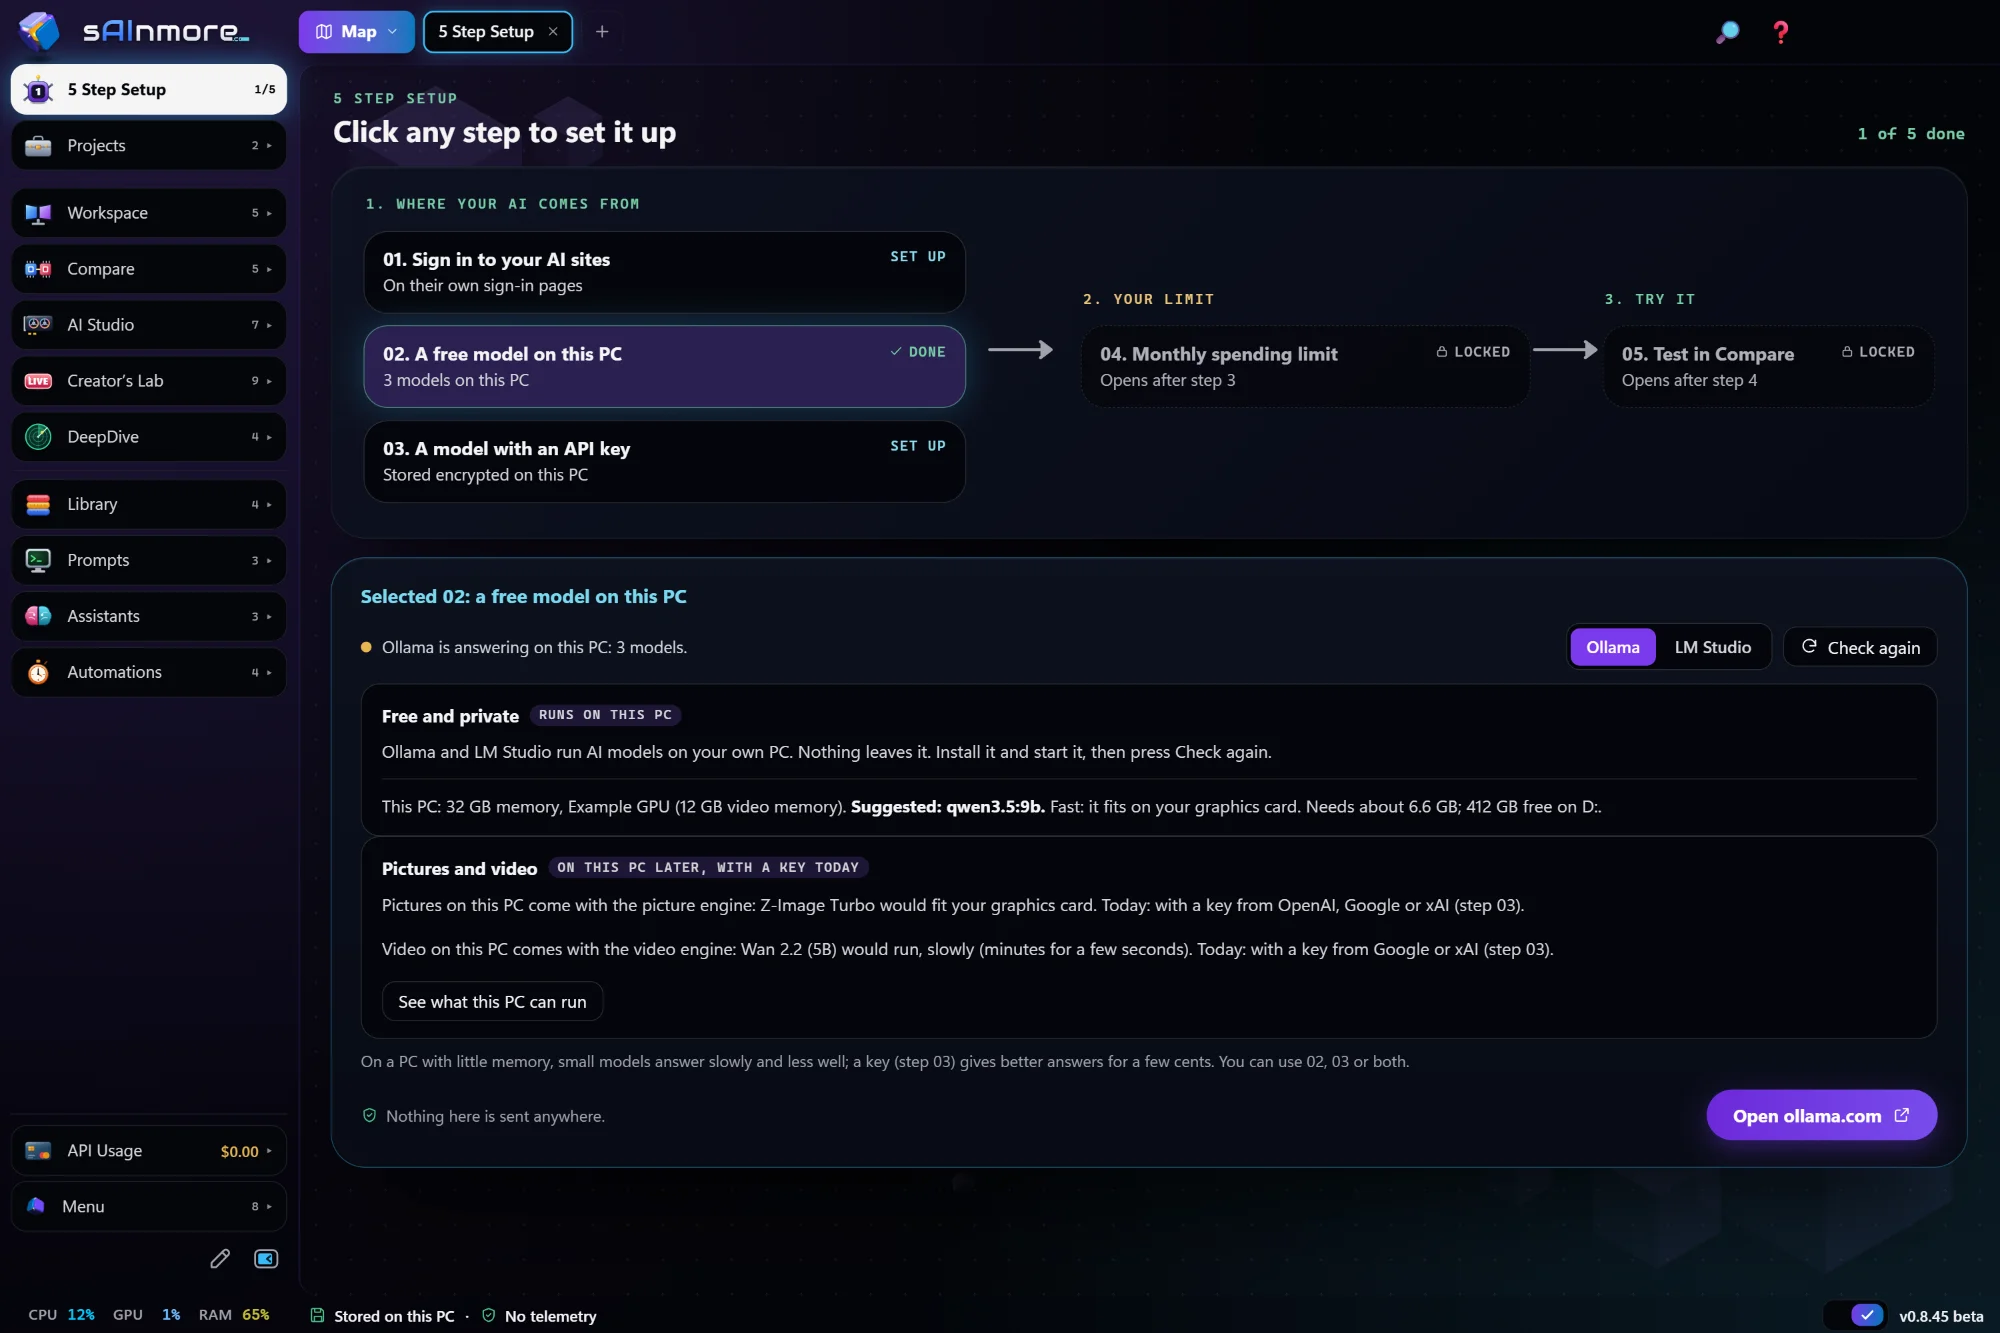 sAInmore
Map
5 Step Setup
5 Step Setup 1/5
Projects 2
Workspace 5
Compare 5
AI Studio 7
LIVE Creator's Lab 9
DeepDive 4
Library 4
Prompts 3
Assistants 3
Automations 4
API Usage $0.00
Menu 8
CPU 12% GPU 1% RAM 65%
5 STEP SETUP
Click any step to set it up
1 of 5 done
1. WHERE YOUR AI COMES FROM
01. Sign in to your AI sites SET UP
On their own sign-in pages
02. A free model on this PC DONE
3 models on this PC
03. A model with an API key SET UP
Stored encrypted on this PC
2. YOUR LIMIT
04. Monthly spending limit LOCKED
Opens after step 3
3. TRY IT
05. Test in Compare LOCKED
Opens after step 4
Selected 02: a free model on this PC
Ollama is answering on this PC: 3 models.
Ollama LM Studio Check again
Free and private RUNS ON THIS PC
Ollama and LM Studio run AI models on your own PC. Nothing leaves it. Install it and start it, then press Check again.
This PC: 32 GB memory, Example GPU (12 GB video memory). Suggested: qwen3.5:9b. Fast: it fits on your graphics card. Needs about 6.6 GB; 412 GB free on D:.
Pictures and video ON THIS PC LATER, WITH A KEY TODAY
Pictures on this PC come with the picture engine: Z-Image Turbo would fit your graphics card. Today: with a key from OpenAI, Google or xAI (step 03).
Video on this PC comes with the video engine: Wan 2.2 (5B) would run, slowly (minutes for a few seconds). Today: with a key from Google or xAI (step 03).
See what this PC can run
On a PC with little memory, small models answer slowly and less well; a key (step 03) gives better answers for a few cents. You can use 02, 03 or both.
Nothing here is sent anywhere.
Open ollama.com
Stored on this PC · No telemetry
v0.8.45 beta